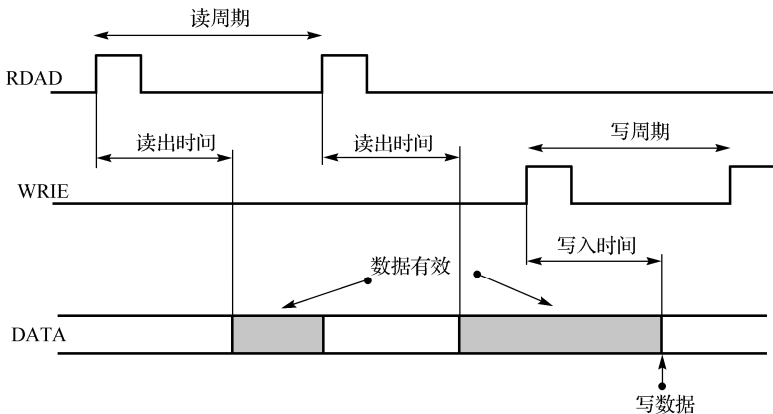 读周期
RDAD
读出时间
读出时间
写周期
WRIE
写入时间
数据有效
DATA
写数据